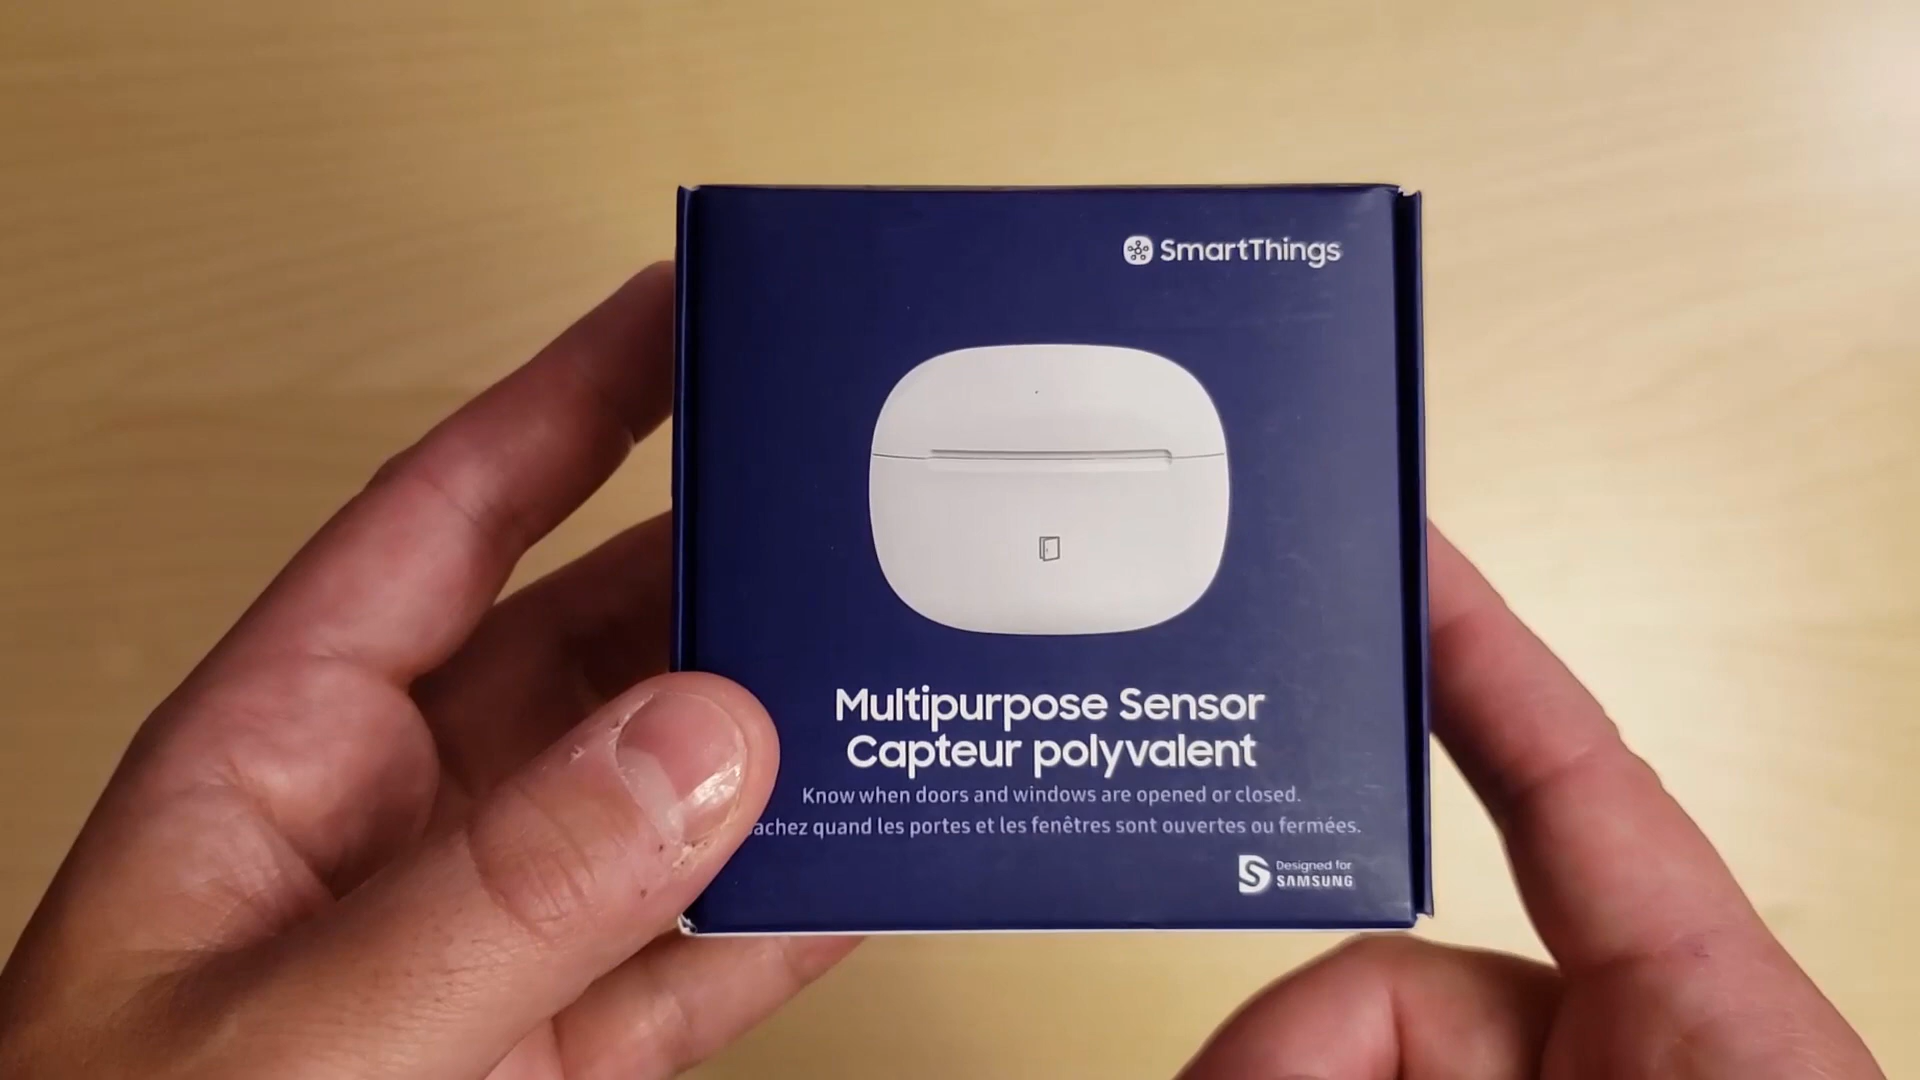 SmartThings
Multipurpose Sensor
Capteur polyvalent
Know when doors and windows are opened or closed.
quand les portes et les fenêtres sont ouvertes ou fermées.
Designed for
SAMSUNG